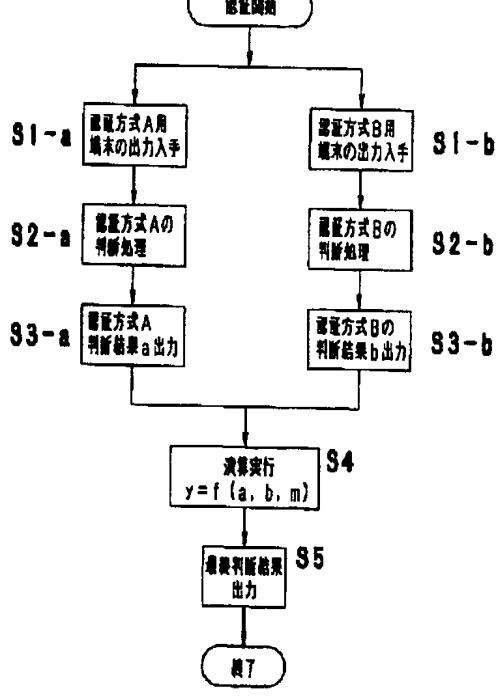 認証開始
S1-a
認証方式A用
端末の出力入手
認証方式B用
端末の出力入手
S1-b
S2-a
認証方式Aの
判断処理
認証方式Bの
判断処理
S2-b
S3-a
認証方式A
判断結果a出力
認証方式Bの
判断結果b出力
S3-b
演算実行
y=f(a,b,m)
S4
最終判断結果
出力
S5
終了